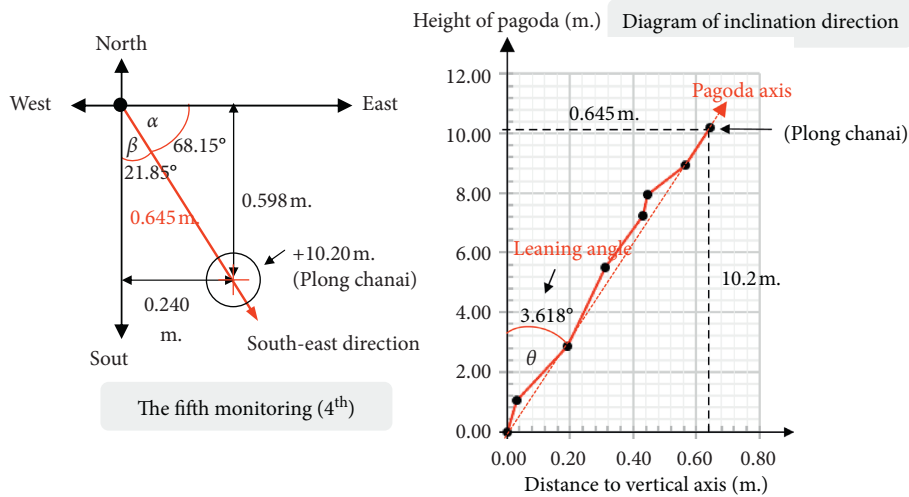 North
West
East
α
β
68.15°
21.85°
0.598 m.
0.645 m.
+10.20 m.
(Plong chanai)
0.240
m.
South-east direction
Sout
The fifth monitoring (4th)
Height of pagoda (m.)
Diagram of inclination direction
12.00
10.00
8.00
6.00
4.00
2.00
0.00
Pagoda axis
0.645 m.
(Plong chanai)
Leaning angle
10.2 m.
3.618°
θ
0.00 0.20 0.40 0.60 0.80
Distance to vertical axis (m.)